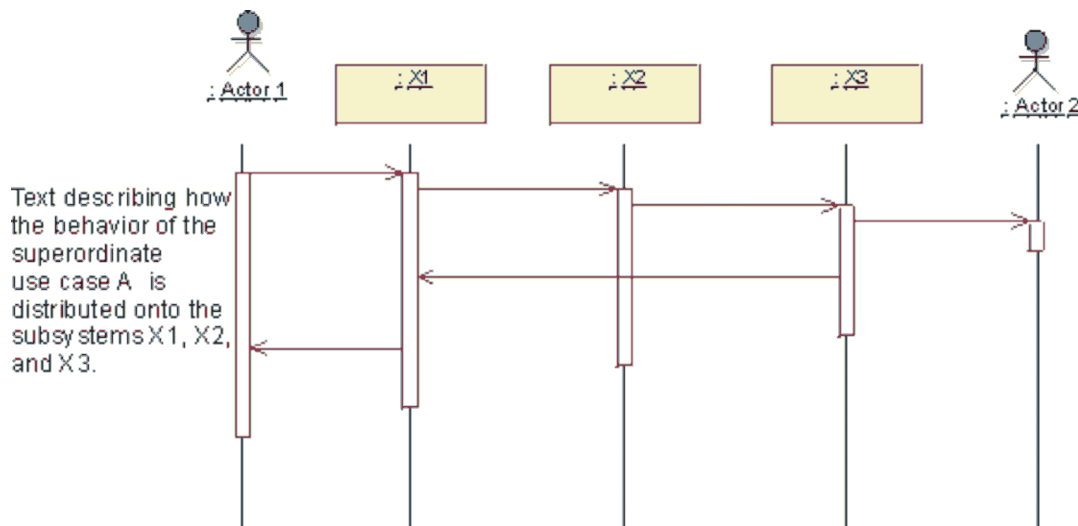 : Actor 1
: X1
: X2
: X3
: Actor 2
Text describing how
the behavior of the
superordinate
use case A is
distributed onto the
subsystems X1, X2,
and X3.